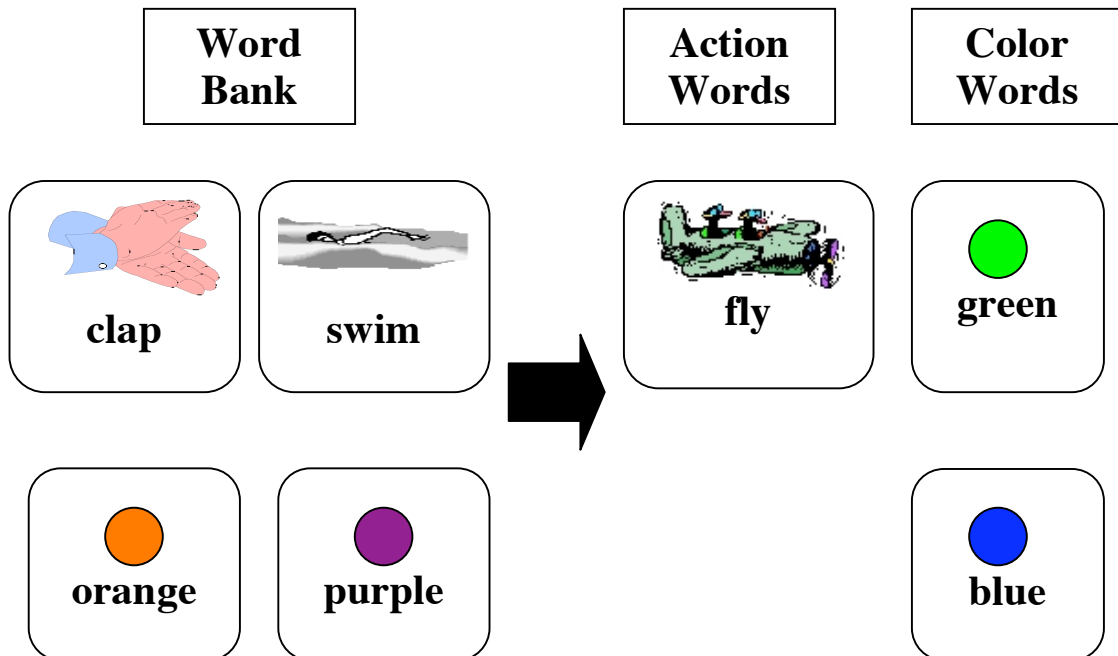 Word
Bank
Action
Words
Color
Words
clap
swim
fly
green
orange
purple
blue